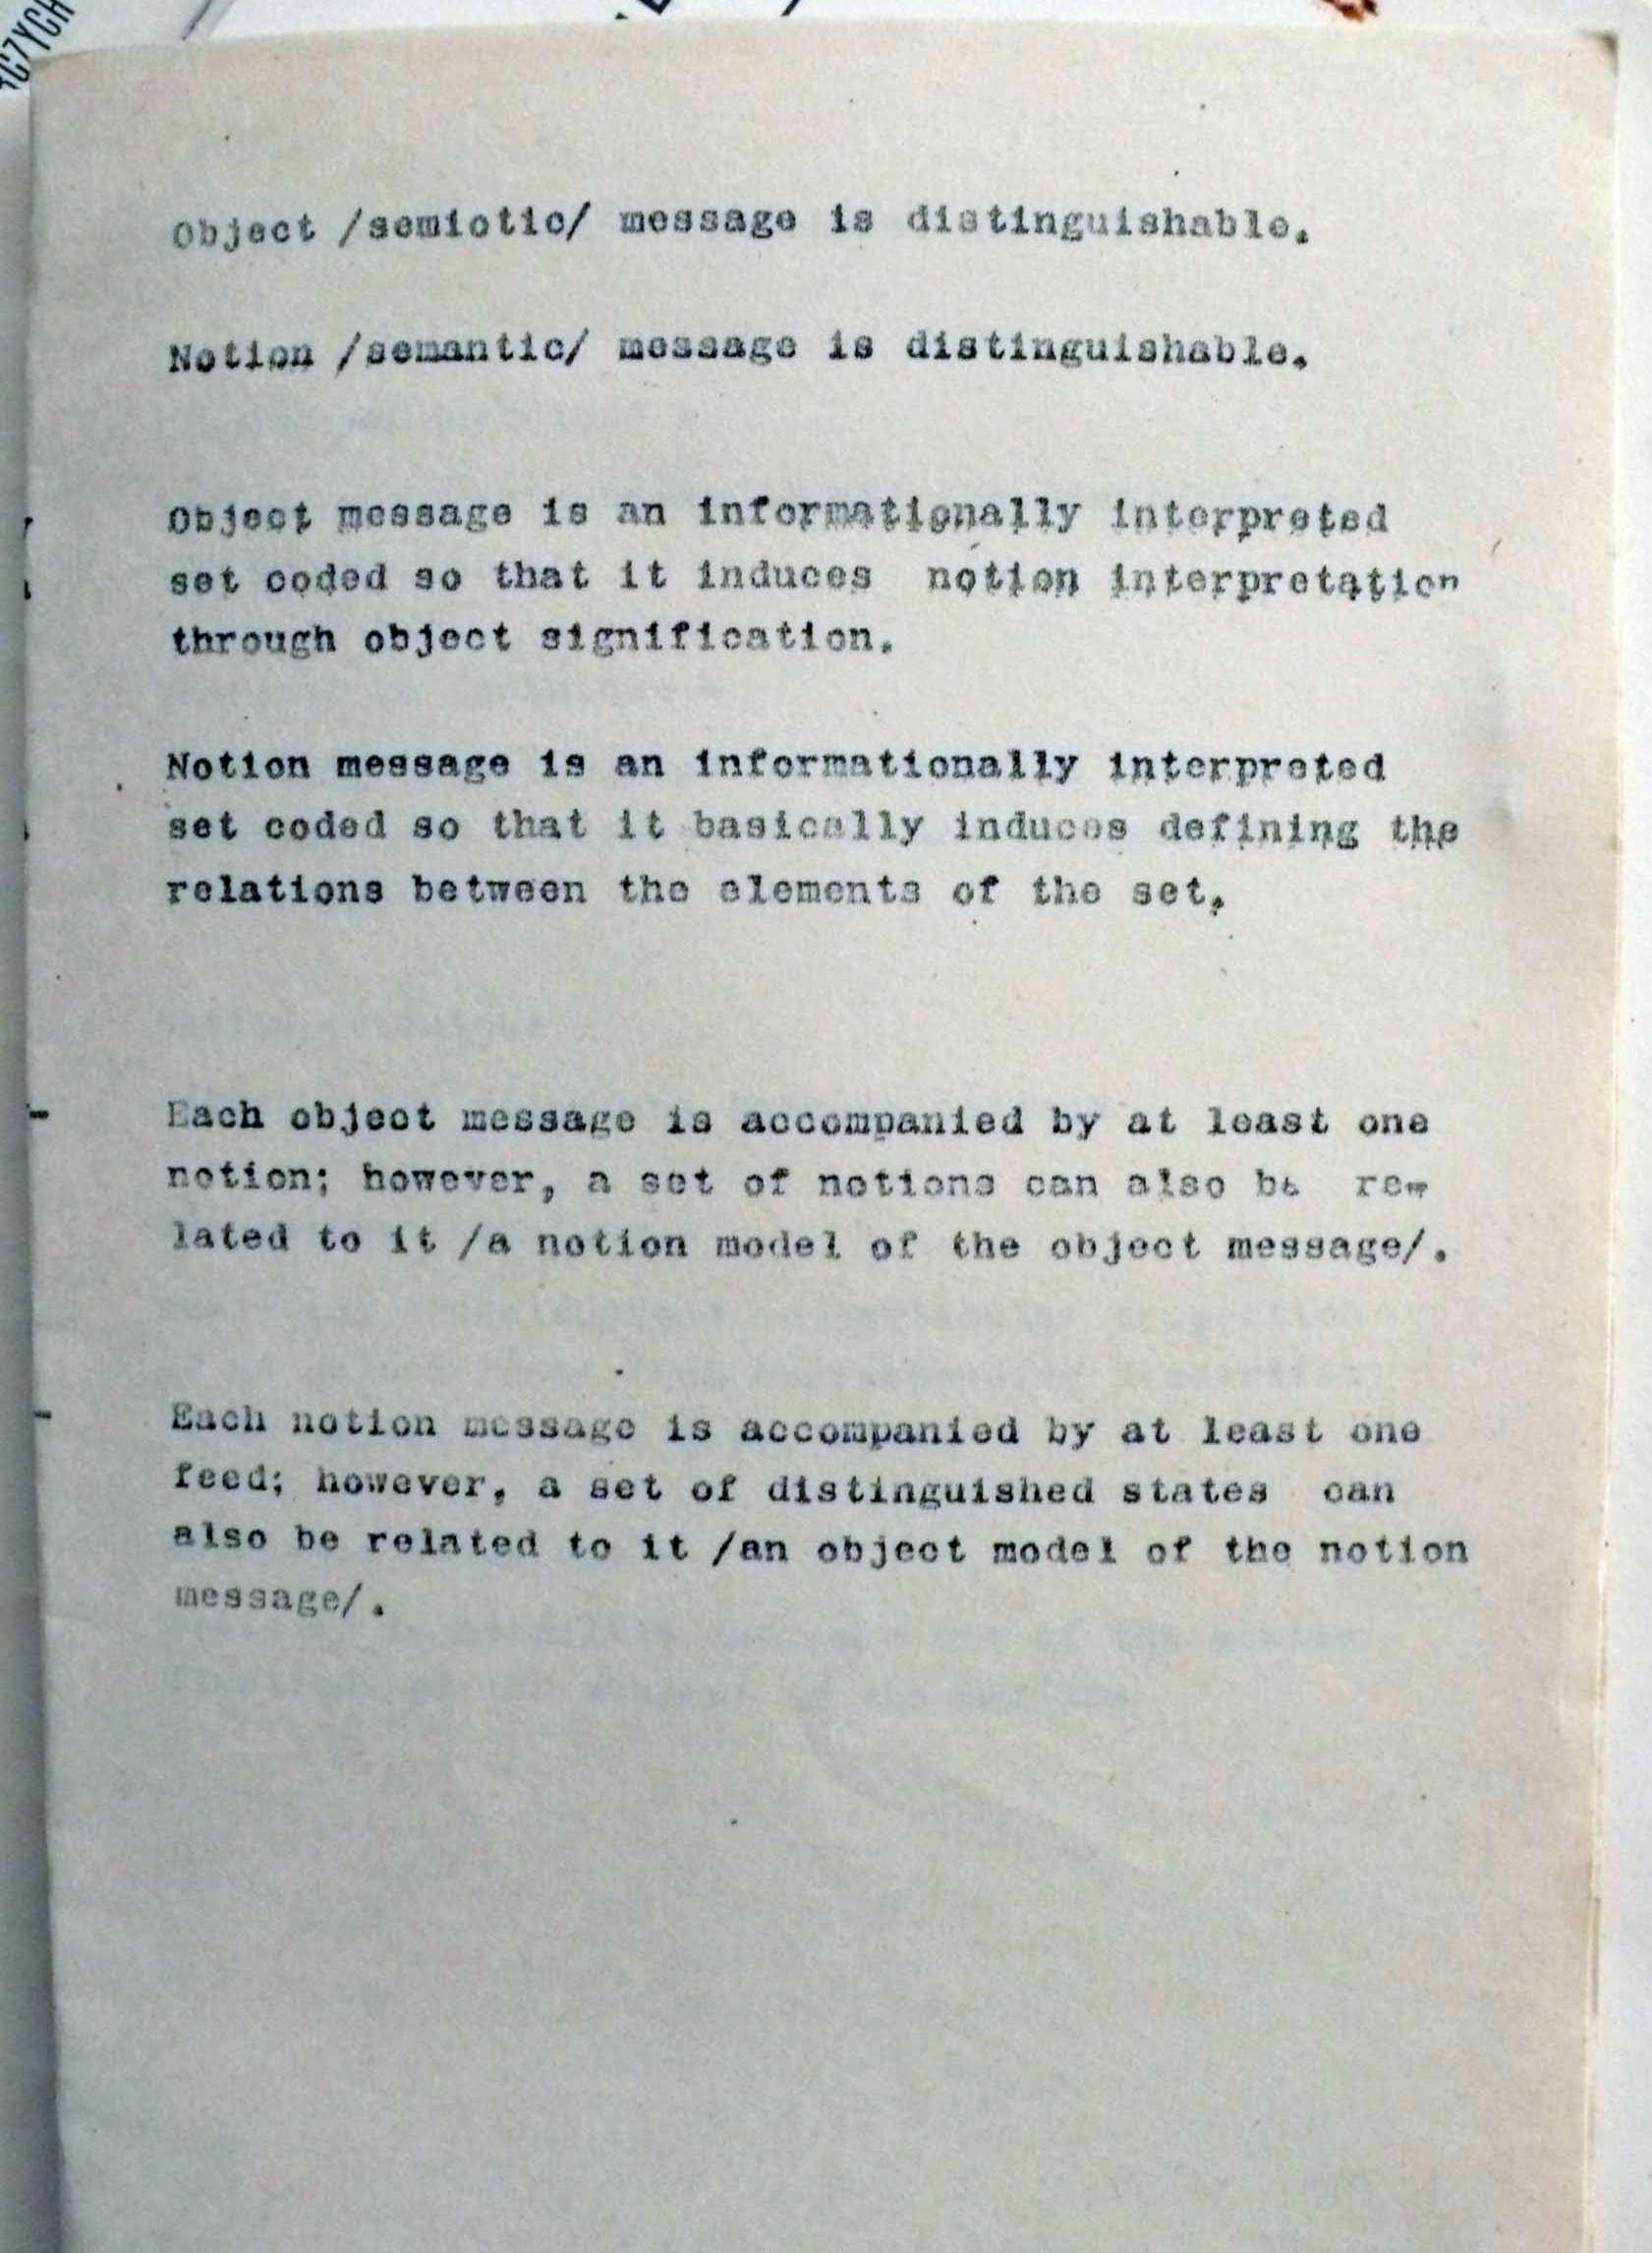 Object /semiotic/ message is distinguishable.
Notion /semantic/ message is distinguishable.
Object message is an informationally interpreted
set coded so that it induces notion interpretation
through object signification.
Notion message is an informationally interpreted
set coded so that it basically induces defining the
relations between the elements of the set.
Each object message is accompanied by at least one
notion; however, a set of notions can also be re-
lated to it /a notion model of the object message/.
Each notion message is accompanied by at least one
feed; however, a set of distinguished states can
also be related to it /an object model of the notion
message/.